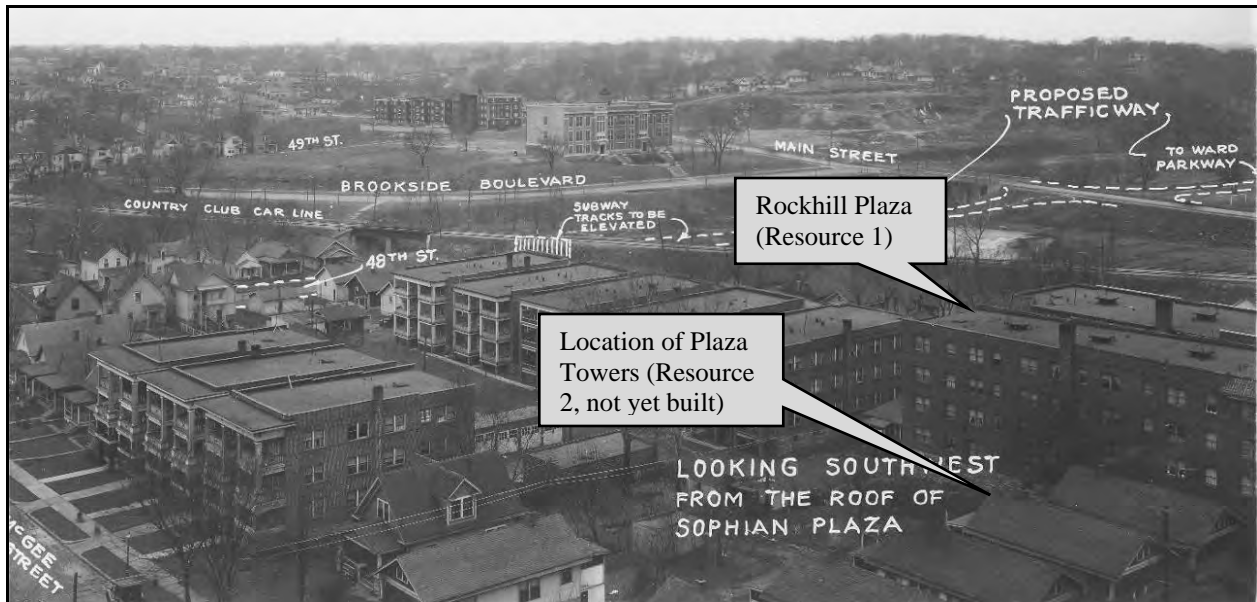 PROPOSED
TRAFFICWAY
49TH ST.
MAIN STREET
TO WARD
PARKWAY
BROOKSIDE BOULEVARD
COUNTRY CLUB CAR LINE
SUBWAY
TRACKS TO BE
ELEVATED
Rockhill Plaza
(Resource 1)
48TH ST.
Location of Plaza
Towers (Resource
2, not yet built)
LOOKING SOUTHWEST
FROM THE ROOF OF
SOPHIAN PLAZA
MCGEE
STREET